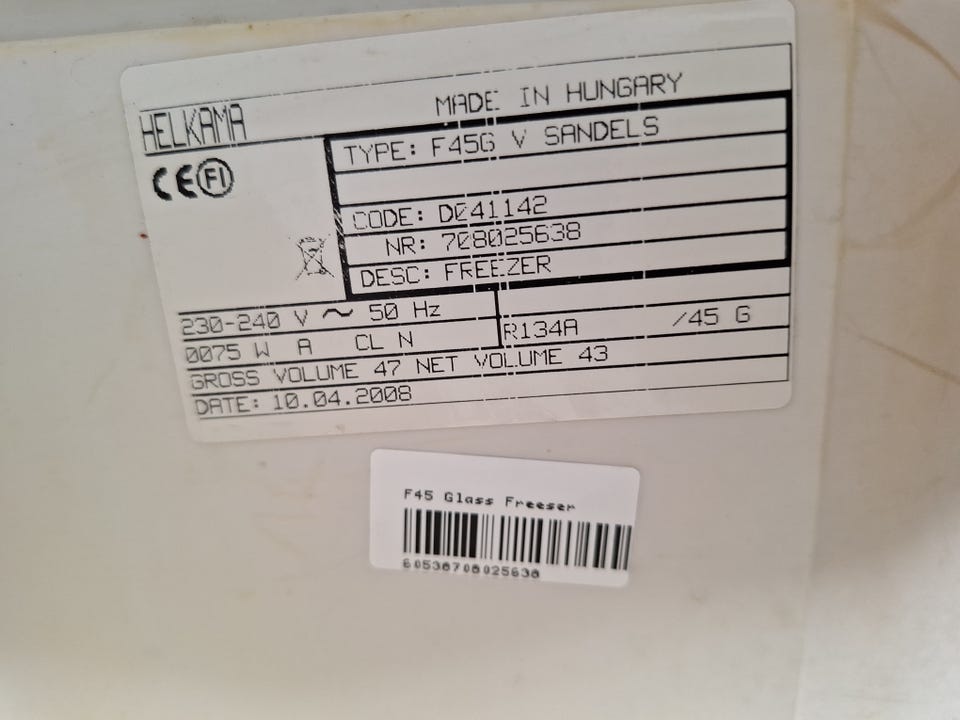 HELKAMA
MADE IN HUNGARY
CE FI
TYPE: F45G V SANDELS
CODE: D041142
NR: 708025638
DESC: FREEZER
230-240 V ~ 50 Hz
0075 W A CL N
R134A /45 G
GROSS VOLUME 47 NET VOLUME 43
DATE: 10.04.2008
F45 Glass Freeser
60538708025638